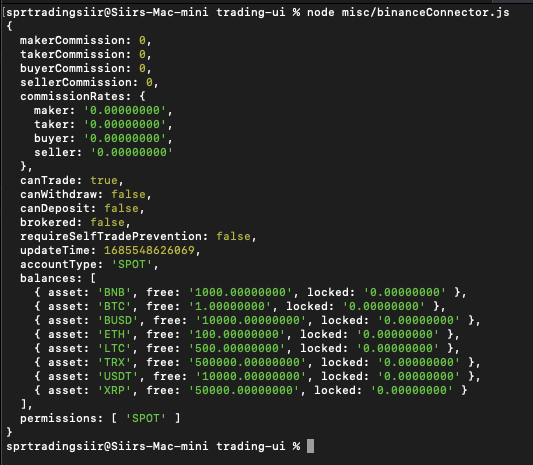 [sprtradingsiir@Siirs-Mac-mini trading-ui % node misc/binanceConnector.js
{
  makerCommission: 0,
  takerCommission: 0,
  buyerCommission: 0,
  sellerCommission: 0,
  commissionRates: {
    maker: '0.00000000',
    taker: '0.00000000',
    buyer: '0.00000000',
    seller: '0.00000000'
  },
  canTrade: true,
  canWithdraw: false,
  canDeposit: false,
  brokered: false,
  requireSelfTradePrevention: false,
  updateTime: 1685548626069,
  accountType: 'SPOT',
  balances: [
    { asset: 'BNB', free: '1000.00000000', locked: '0.00000000' },
    { asset: 'BTC', free: '1.00000000', locked: '0.00000000' },
    { asset: 'BUSD', free: '10000.00000000', locked: '0.00000000' },
    { asset: 'ETH', free: '100.00000000', locked: '0.00000000' },
    { asset: 'LTC', free: '500.00000000', locked: '0.00000000' },
    { asset: 'TRX', free: '500000.00000000', locked: '0.00000000' },
    { asset: 'USDT', free: '10000.00000000', locked: '0.00000000' },
    { asset: 'XRP', free: '50000.00000000', locked: '0.00000000' }
  ],
  permissions: [ 'SPOT' ]
}
sprtradingsiir@Siirs-Mac-mini trading-ui %